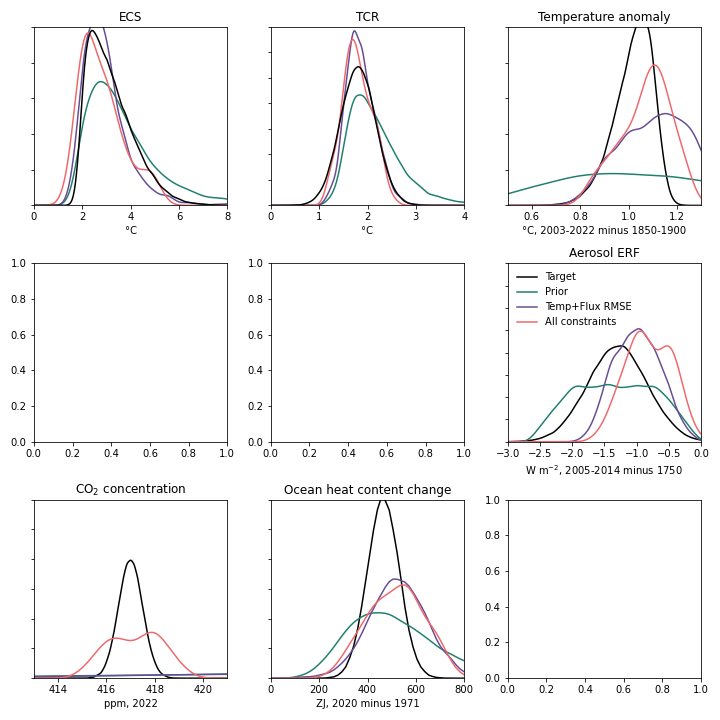 ECS
TCR
Temperature anomaly
0 2 4 6 8
0 1 2 3 4
0.6 0.8 1.0 1.2
°C
°C
°C, 2003-2022 minus 1850-1900
Aerosol ERF
1.0
0.8
0.6
0.4
0.2
0.0
0.0 0.2 0.4 0.6 0.8 1.0
1.0
0.8
0.6
0.4
0.2
0.0
0.0 0.2 0.4 0.6 0.8 1.0
Target
Prior
Temp+Flux RMSE
All constraints
−3.0 −2.5 −2.0 −1.5 −1.0 −0.5 0.0
W m⁻², 2005-2014 minus 1750
CO₂ concentration
Ocean heat content change
414 416 418 420
ppm, 2022
0 200 400 600 800
ZJ, 2020 minus 1971
1.0
0.8
0.6
0.4
0.2
0.0
0.0 0.2 0.4 0.6 0.8 1.0